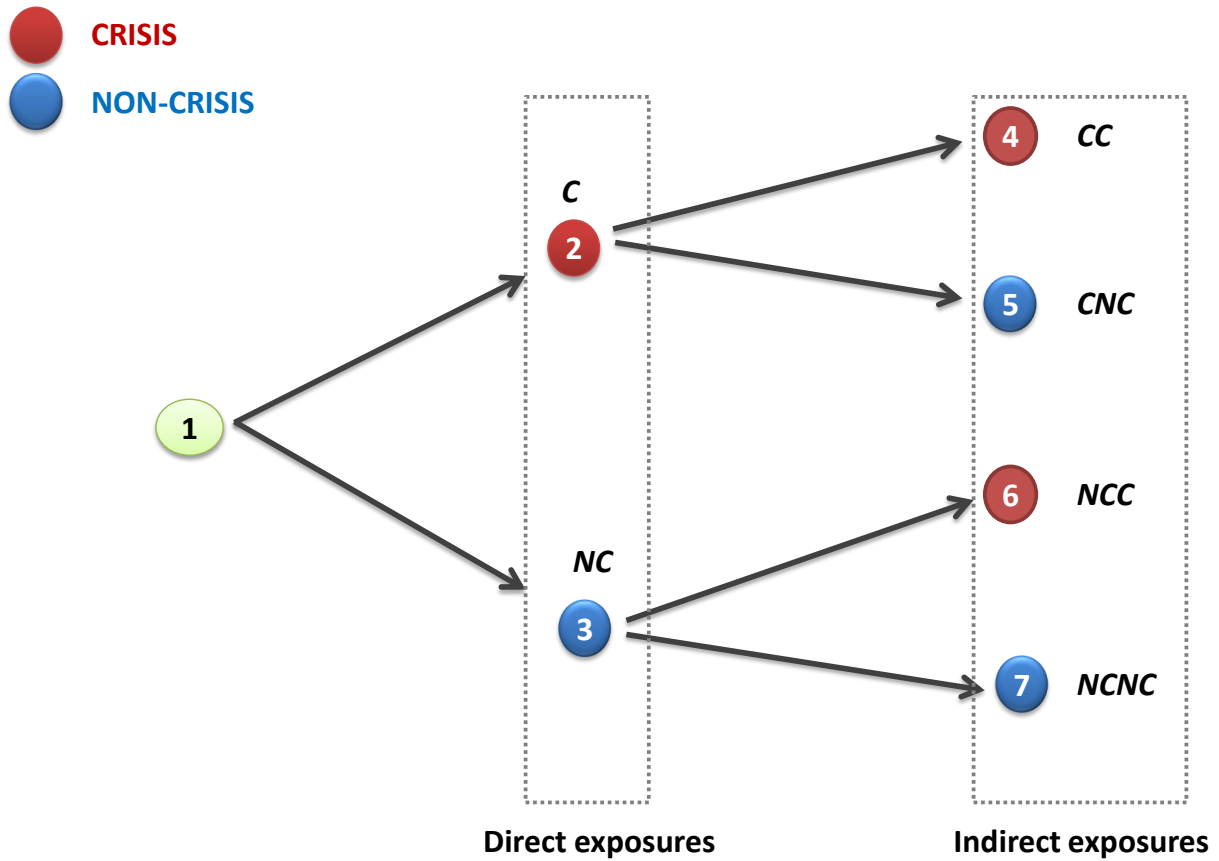 CRISIS
NON-CRISIS
4 CC
C
2
5 CNC
1
6 NCC
NC
3
7 NCNC
Direct exposures Indirect exposures